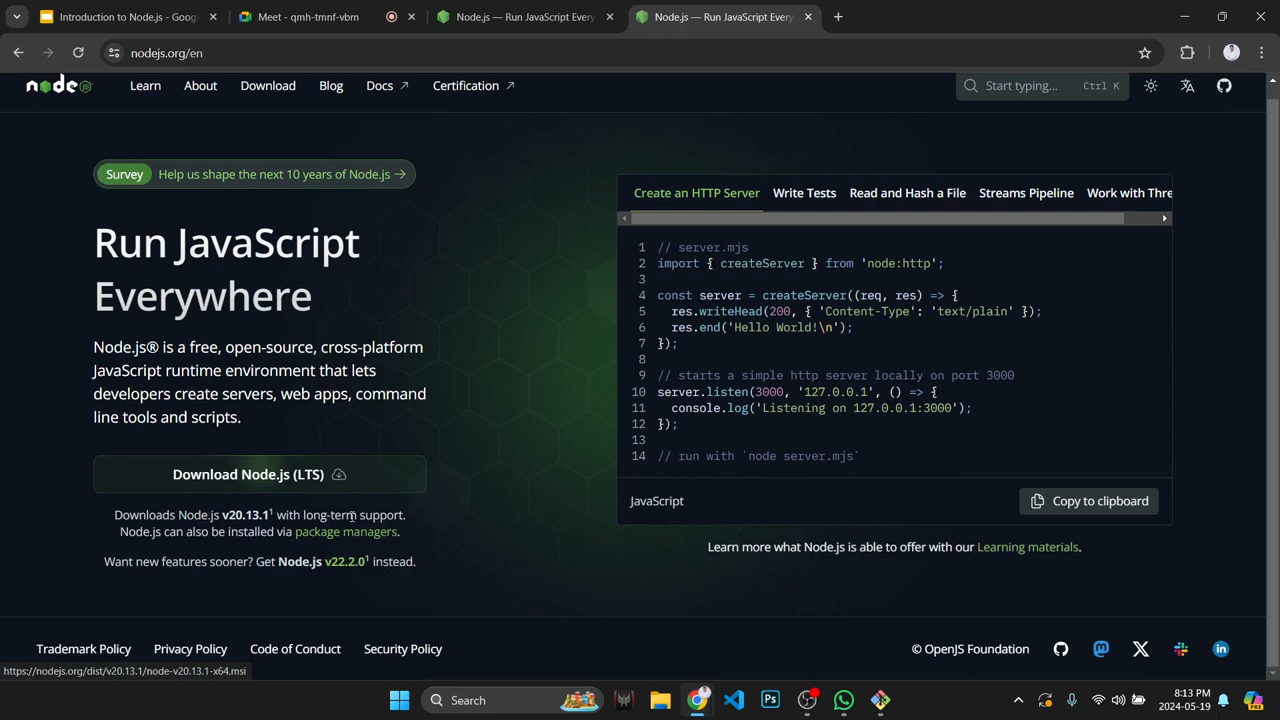 Introduction to Node.js - Goog
Meet - qmh-tmnf-vbm
Node.js — Run JavaScript Every
Node.js — Run JavaScript Every
nodejs.org/en
node JS
Learn
About
Download
Blog
Docs ↗
Certification ↗
Start typing...
Ctrl K
Survey
Help us shape the next 10 years of Node.js →
Run JavaScript
Everywhere
Node.js® is a free, open-source, cross-platform
JavaScript runtime environment that lets
developers create servers, web apps, command
line tools and scripts.
Download Node.js (LTS)
Downloads Node.js v20.13.1¹ with long-term support.
Node.js can also be installed via package managers.
Want new features sooner? Get Node.js v22.2.0¹ instead.
Create an HTTP Server
Write Tests
Read and Hash a File
Streams Pipeline
Work with Thre
1 // server.mjs
2 import { createServer } from 'node:http';
3
4 const server = createServer((req, res) => {
5 res.writeHead(200, { 'Content-Type': 'text/plain' });
6 res.end('Hello World!\n');
7 });
8
9 // starts a simple http server locally on port 3000
10 server.listen(3000, '127.0.0.1', () => {
11 console.log('Listening on 127.0.0.1:3000');
12 });
13
14 // run with `node server.mjs`
JavaScript
Copy to clipboard
Learn more what Node.js is able to offer with our Learning materials.
Trademark Policy
Privacy Policy
Code of Conduct
Security Policy
© OpenJS Foundation
https://nodejs.org/dist/v20.13.1/node-v20.13.1-x64.msi
Search
Ps
8:13 PM
2024-05-19